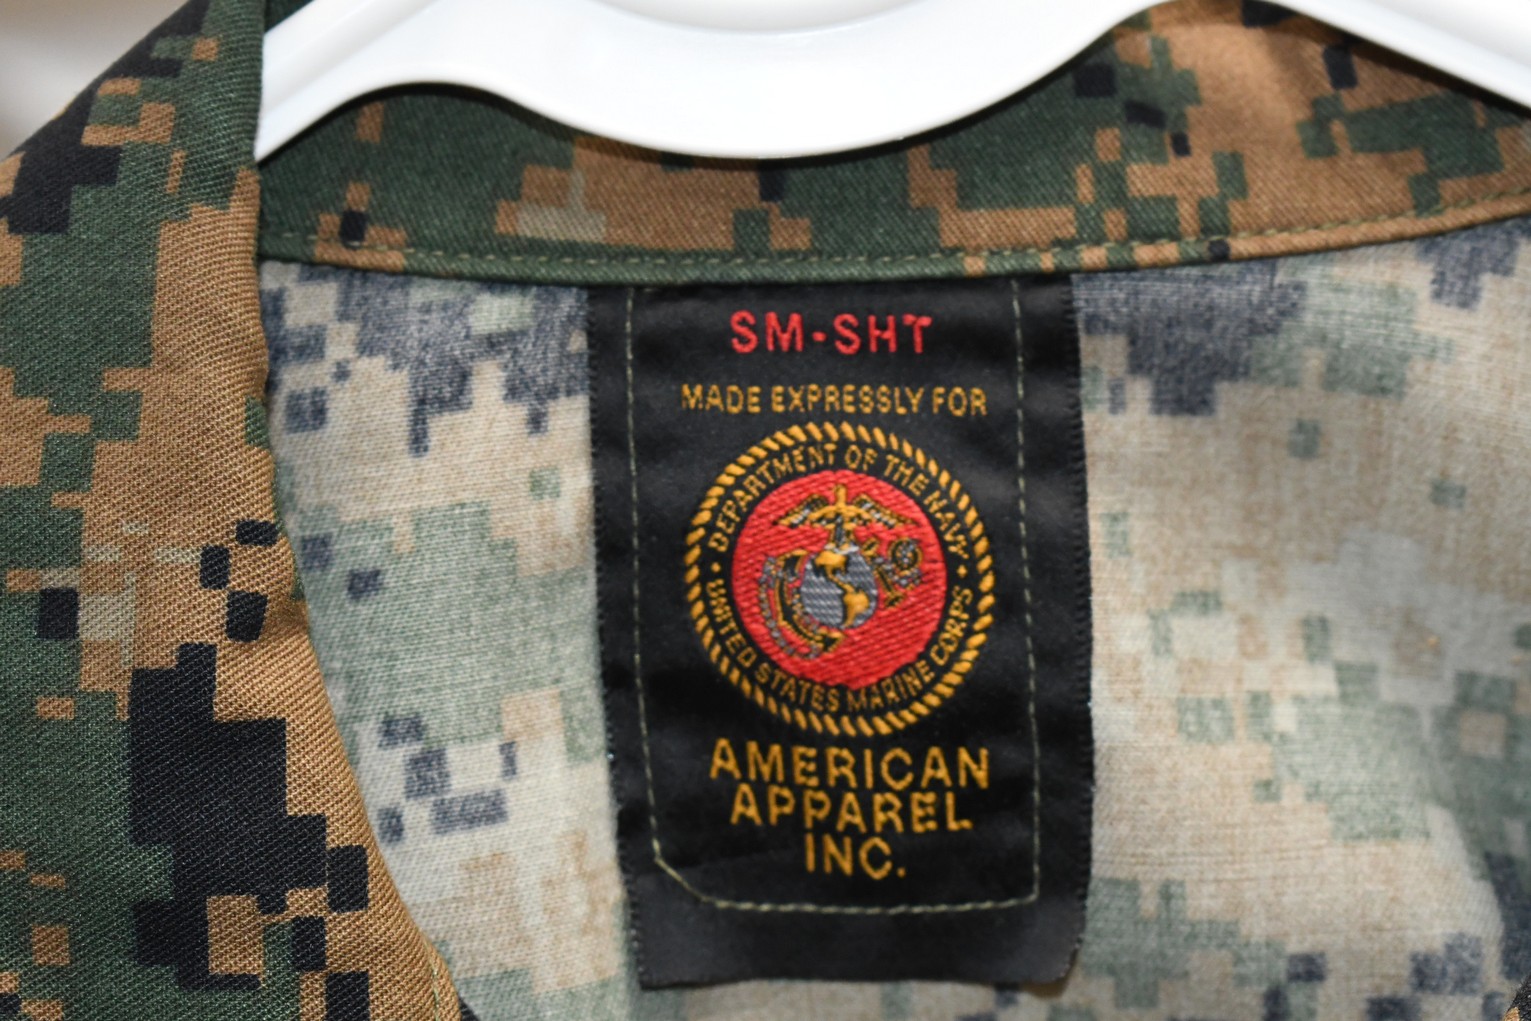 SM-SHT
MADE EXPRESSLY FOR
DEPARTMENT OF THE NAVY
UNITED STATES MARINE CORPS
AMERICAN
APPAREL
INC.